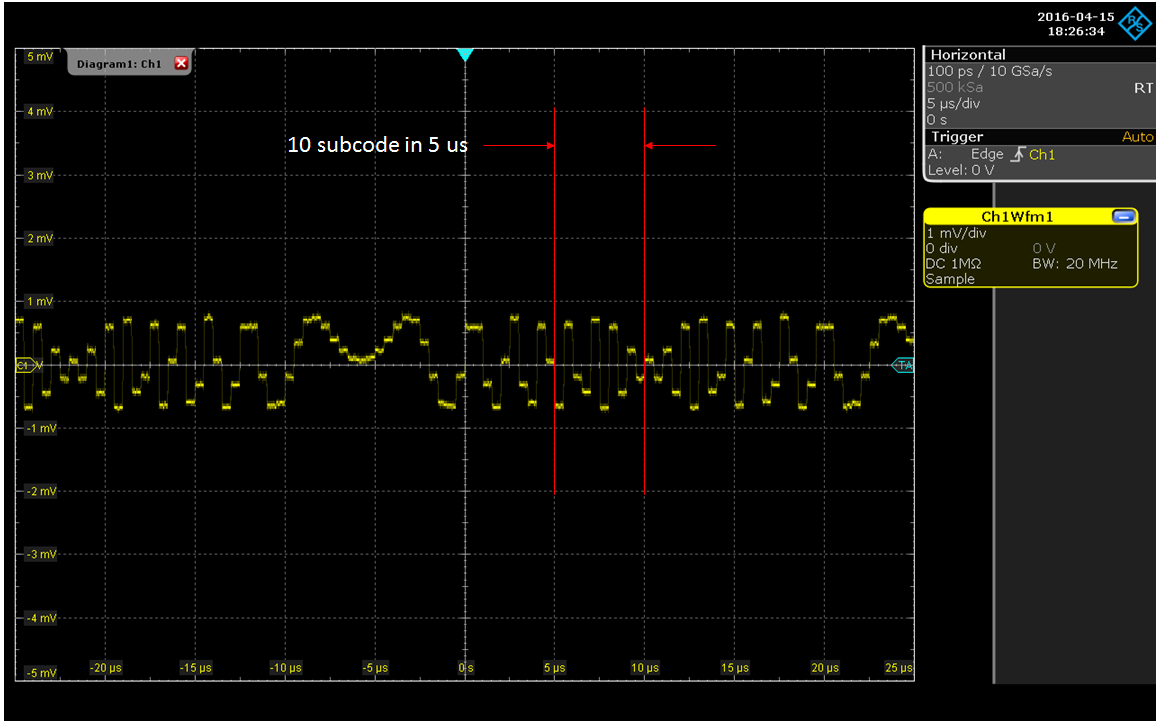 2016-04-15
18:26:34
R&S
Diagram1: Ch1
Horizontal
100 ps / 10 GSa/s
500 kSa
RT
5 µs/div
0 s
Trigger
Auto
A: Edge Ch1
Level: 0 V
Ch1Wfm1
1 mV/div
0 div 0 V
DC 1MΩ BW: 20 MHz
Sample
10 subcode in 5 us
5 mV
4 mV
3 mV
2 mV
1 mV
C1 V
TA
-1 mV
-2 mV
-3 mV
-4 mV
-5 mV
-20 µs -15 µs -10 µs -5 µs 0 s 5 µs 10 µs 15 µs 20 µs 25 µs